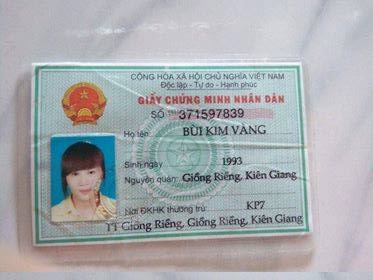 CỘNG HÒA XÃ HỘI CHỦ NGHĨA VIỆT NAM
Độc lập - Tự do - Hạnh phúc
GIẤY CHỨNG MINH NHÂN DÂN
SỐ 371597839
Họ tên: BÙI KIM VANG
Sinh ngày 1993
Nguyên quán: Giồng Riềng, Kiên Giang
Nơi ĐKHK thường trú: KP7
TT Giồng Riềng, Giồng Riềng, Kiên Giang